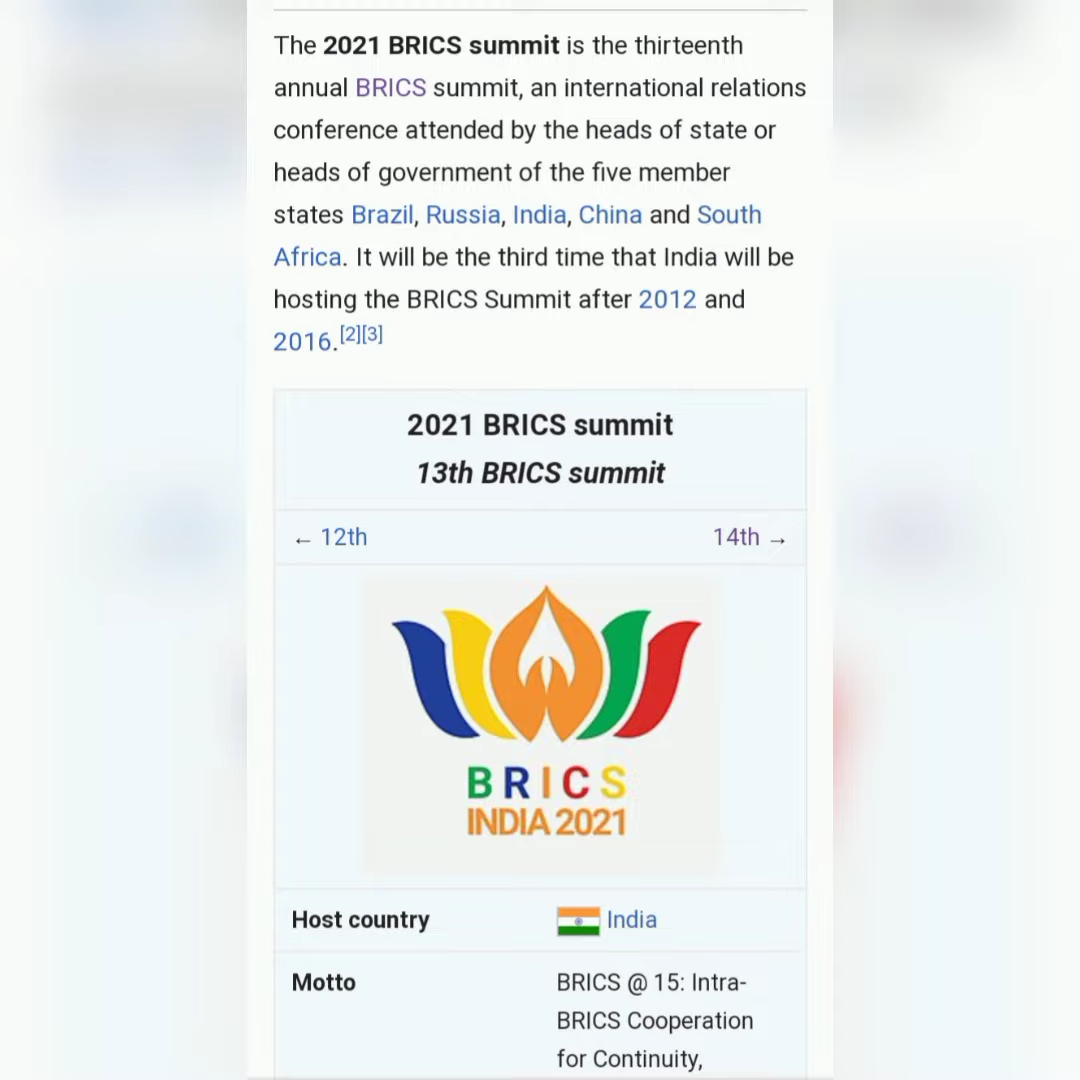 The 2021 BRICS summit is the thirteenth
annual BRICS summit, an international relations
conference attended by the heads of state or
heads of government of the five member
states Brazil, Russia, India, China and South
Africa. It will be the third time that India will be
hosting the BRICS Summit after 2012 and
2016.[2][3]
2021 BRICS summit
13th BRICS summit
← 12th 14th →
BRICS
INDIA 2021
Host country India
Motto BRICS @ 15: Intra-
BRICS Cooperation
for Continuity,